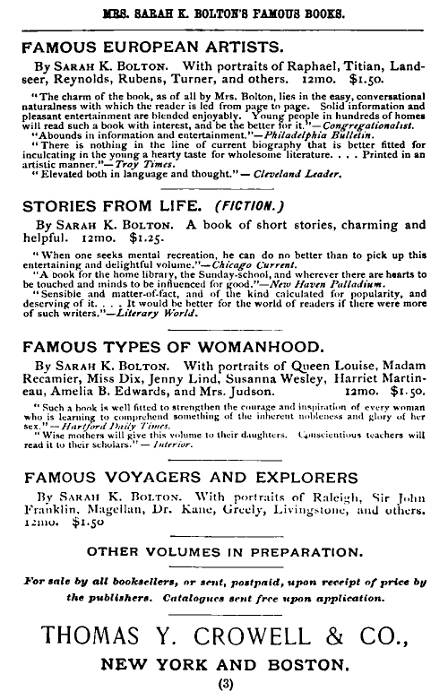 MRS. SARAH K. BOLTON'S FAMOUS BOOKS.
FAMOUS EUROPEAN ARTISTS.
By SARAH K. BOLTON. With portraits of Raphael, Titian, Land-
seer, Reynolds, Rubens, Turner, and others. 12mo. $1.50.
"The charm of the book, as of all by Mrs. Bolton, lies in the easy, conversational
naturalness with which the reader is led from page to page. Solid information and
pleasant entertainment are blended enjoyably. Young people in hundreds of homes
will read such a book with interest, and be the better for it."—Congregationalist.
"Abounds in information and entertainment."—Philadelphia Bulletin.
"There is nothing in the line of current biography that is better fitted for
inculcating in the young a hearty taste for wholesome literature. . . . Printed in an
artistic manner."—Troy Times.
"Elevated both in language and thought."— Cleveland Leader.
STORIES FROM LIFE. (FICTION.)
By SARAH K. BOLTON. A book of short stories, charming and
helpful. 12mo. $1.25.
"When one seeks mental recreation, he can do no better than to pick up this
entertaining and delightful volume."—Chicago Current.
"A book for the home library, the Sunday-school, and wherever there are hearts to
be touched and minds to be influenced for good."—New Haven Palladium.
"Sensible and matter-of-fact, and of the kind calculated for popularity, and
deserving of it. . . . It would be better for the world of readers if there were more
of such writers."—Literary World.
FAMOUS TYPES OF WOMANHOOD.
By SARAH K. BOLTON. With portraits of Queen Louise, Madam
Recamier, Miss Dix, Jenny Lind, Susanna Wesley, Harriet Martin-
eau, Amelia B. Edwards, and Mrs. Judson. 12mo. $1.50.
"Such a book is well fitted to strengthen the courage and inspiration of every woman
who is learning to comprehend something of the inherent nobleness and glory of her
sex."— Hartford Daily Times.
"Wise mothers will give this volume to their daughters. Conscientious teachers will
read it to their scholars."— Interior.
FAMOUS VOYAGERS AND EXPLORERS
By SARAH K. BOLTON. With portraits of Raleigh, Sir John
Franklin, Magellan, Dr. Kane, Greely, Livingstone, and others.
12mo. $1.50
OTHER VOLUMES IN PREPARATION.
For sale by all booksellers, or sent, postpaid, upon receipt of price by
the publishers. Catalogues sent free upon application.
THOMAS Y. CROWELL & CO.,
NEW YORK AND BOSTON.
(3)